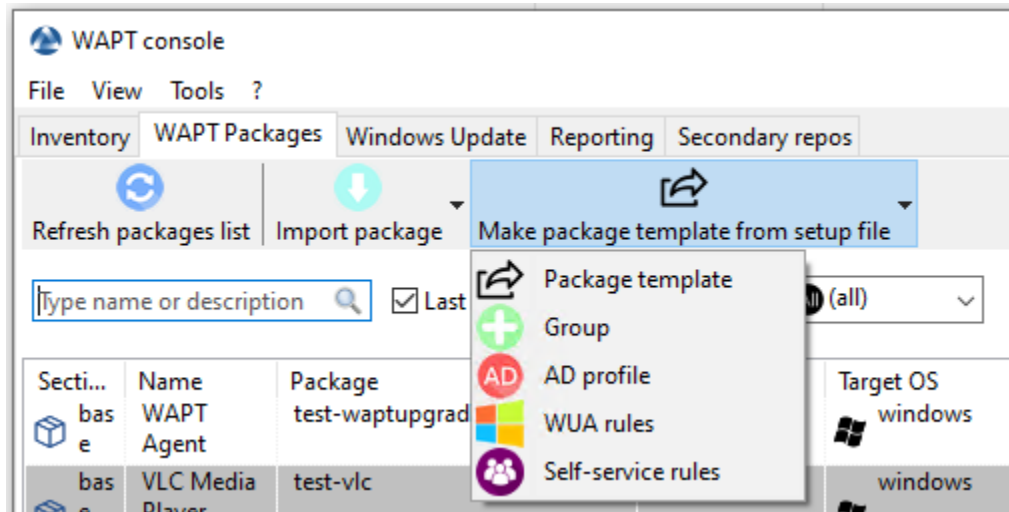 WAPT console
File View Tools ?
Inventory WAPT Packages Windows Update Reporting Secondary repos
Refresh packages list Import package Make package template from setup file
Type name or description Last (all)
Package template
Group
AD AD profile
WUA rules
Self-service rules
Secti... Name Package Target OS
bas WAPT test-waptupgrad windows
e Agent
bas VLC Media test-vlc windows
e Player